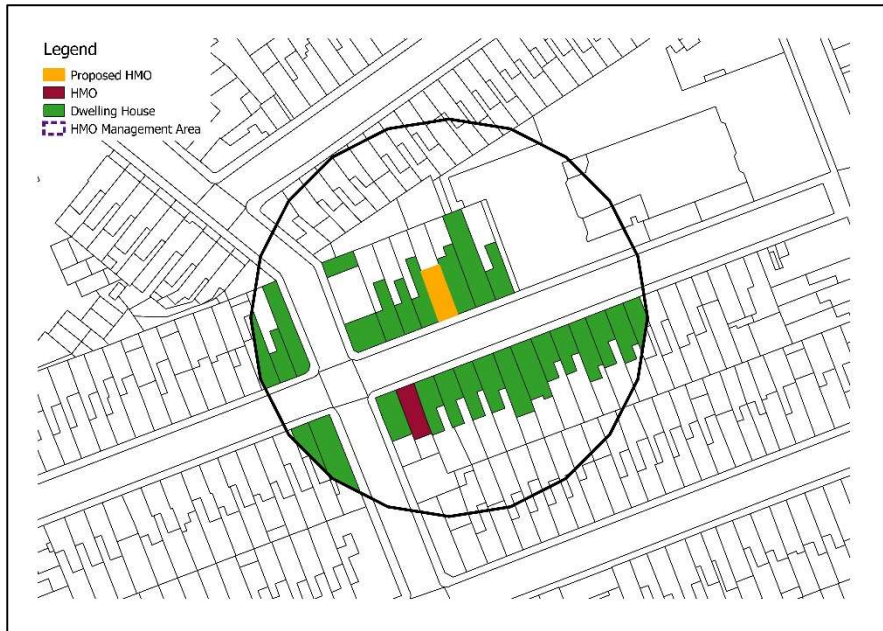 Legend
Proposed HMO
HMO
Dwelling House
HMO Management Area